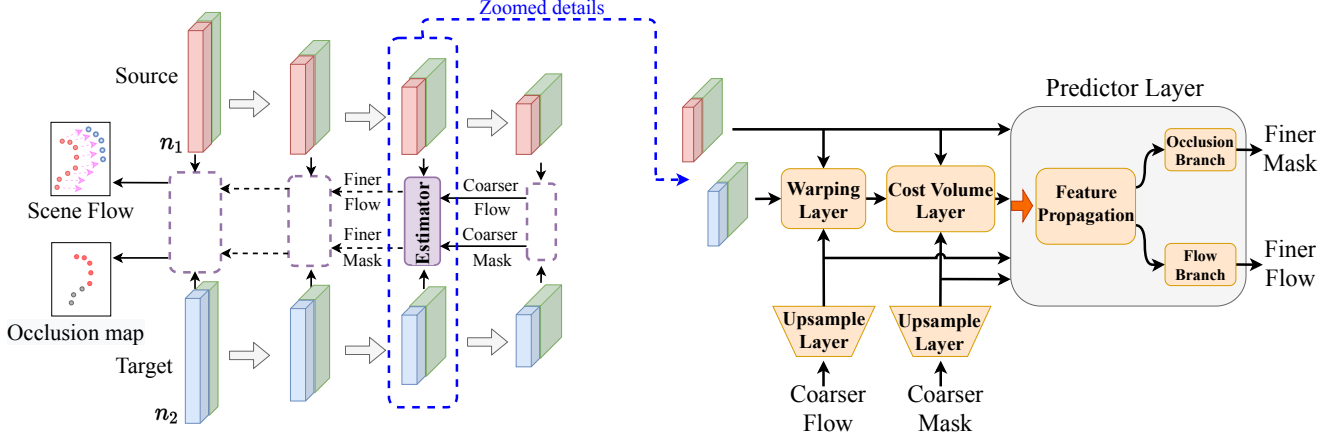 Zoomed details
Source
n1
Scene Flow
Occlusion map
Target
n2
Finer
Flow
Finer
Mask
Estimator
Coarser
Flow
Coarser
Mask
Predictor Layer
Warping
Layer
Cost Volume
Layer
Feature
Propagation
Occlusion
Branch
Flow
Branch
Finer
Mask
Finer
Flow
Upsample
Layer
Upsample
Layer
Coarser
Flow
Coarser
Mask